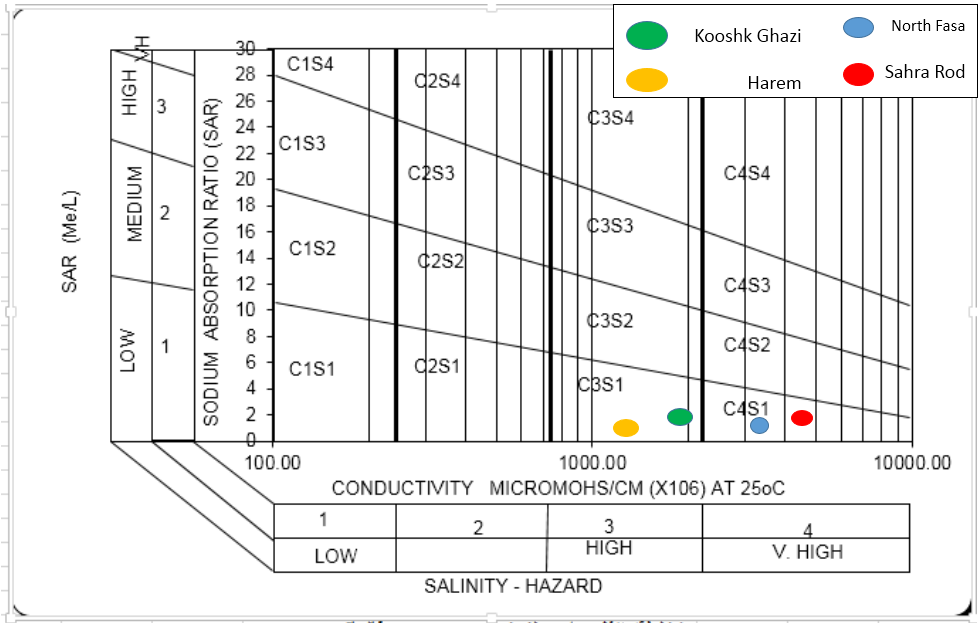 Kooshk Ghazi
North Fasa
Harem
Sahra Rod
SAR (Me/L)
VH
HIGH
3
MEDIUM
2
LOW
1
SODIUM ABSORPTION RATIO (SAR)
30
28
26
24
22
20
18
16
14
12
10
8
6
4
2
0
C1S4
C2S4
C3S4
C1S3
C2S3
C4S4
C3S3
C1S2
C2S2
C4S3
C3S2
C4S2
C1S1
C2S1
C3S1
C4S1
100.00
1000.00
10000.00
CONDUCTIVITY MICROMOHS/CM (X106) AT 25oC
1
2
3
4
LOW
HIGH
V. HIGH
SALINITY - HAZARD